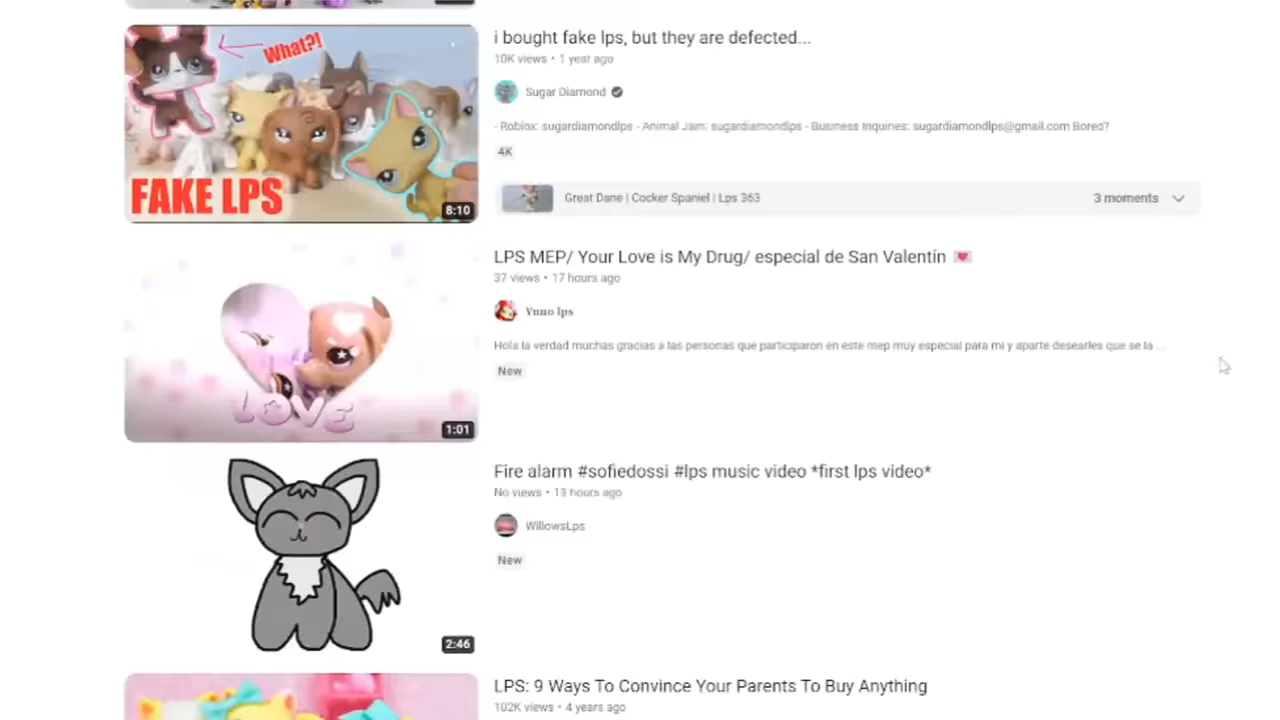 What?!
FAKE LPS
8:10
i bought fake lps, but they are defected...
10K views • 1 year ago
Sugar Diamond
- Roblox: sugardiamondlps - Animal Jam: sugardiamondlps - Business Inquires: sugardiamondlps@gmail.com Bored?
4K
Great Dane | Cocker Spaniel | Lps 363
3 moments
LOVE
1:01
LPS MEP/ Your Love is My Drug/ especial de San Valentín 💌
37 views • 17 hours ago
Yuno lps
Hola la verdad muchas gracias a las personas que participaron en este mep muy especial para mi y aparte desearles que se la ...
New
2:46
Fire alarm #sofiedossi #lps music video *first lps video*
No views • 13 hours ago
WillowsLps
New
LPS: 9 Ways To Convince Your Parents To Buy Anything
102K views • 4 years ago